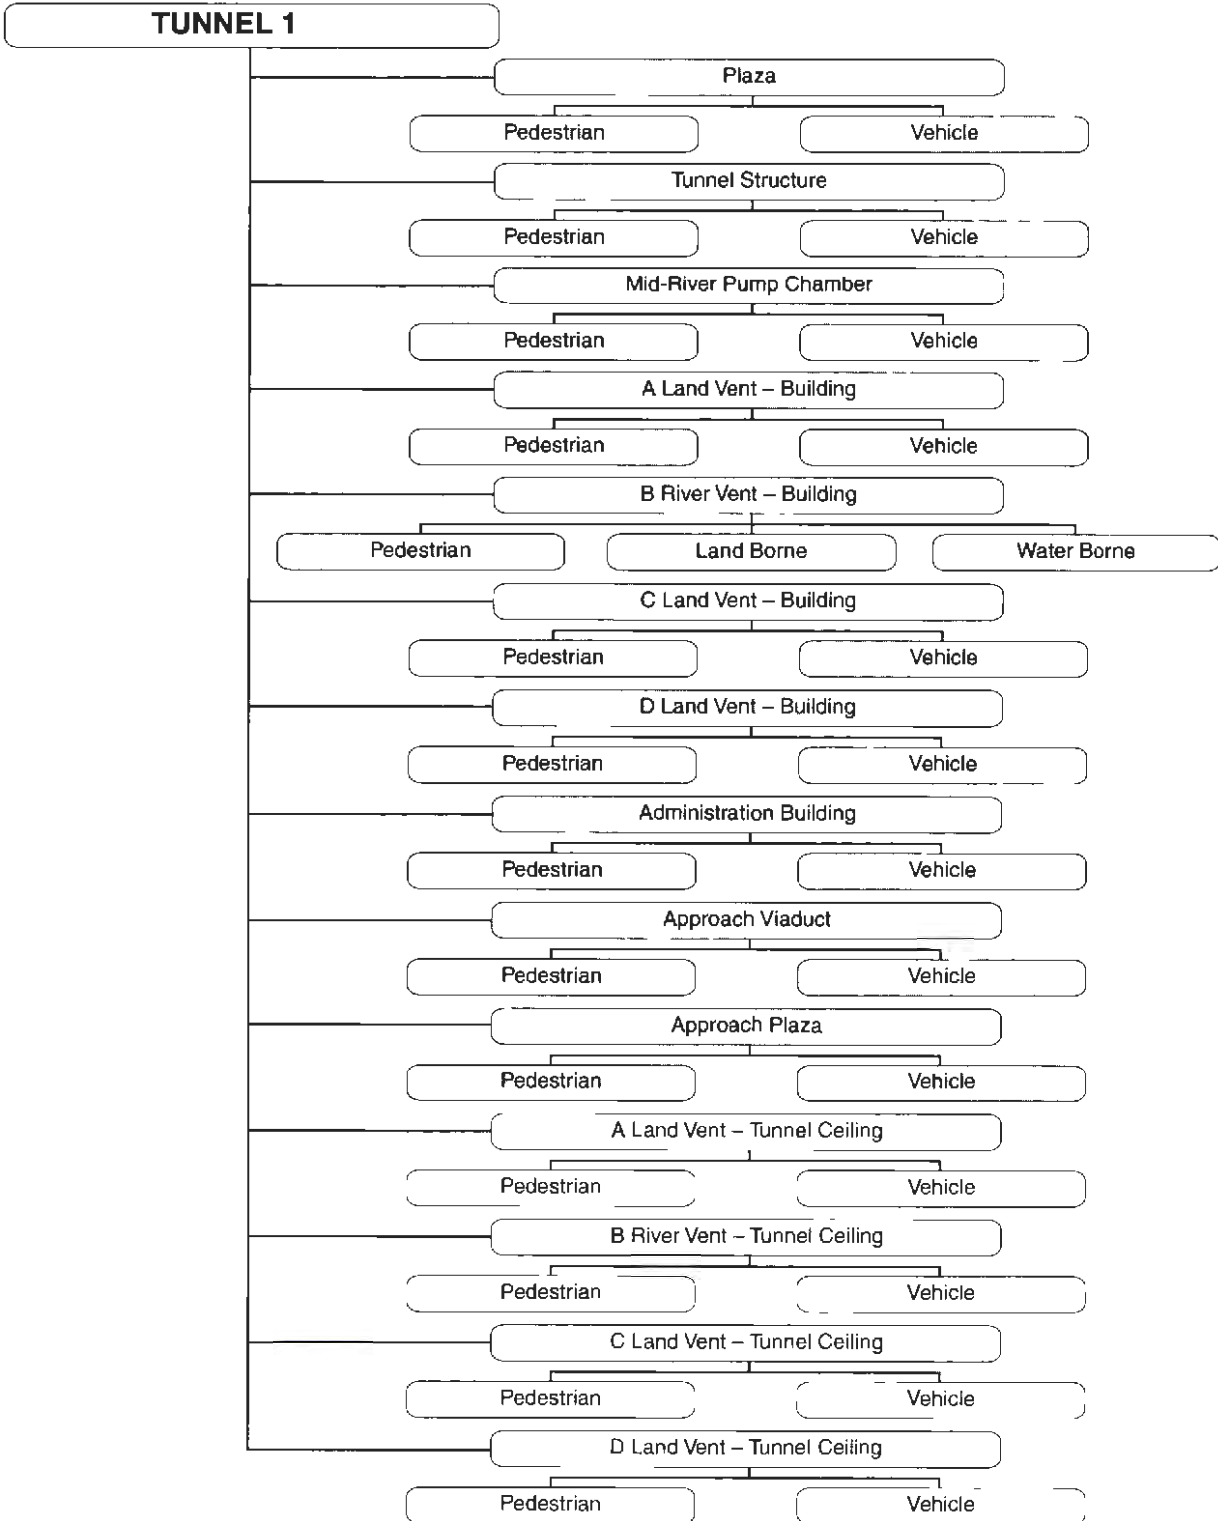 TUNNEL 1
Plaza
Pedestrian Vehicle
Tunnel Structure
Pedestrian Vehicle
Mid-River Pump Chamber
Pedestrian Vehicle
A Land Vent – Building
Pedestrian Vehicle
B River Vent – Building
Pedestrian Land Borne Water Borne
C Land Vent – Building
Pedestrian Vehicle
D Land Vent – Building
Pedestrian Vehicle
Administration Building
Pedestrian Vehicle
Approach Viaduct
Pedestrian Vehicle
Approach Plaza
Pedestrian Vehicle
A Land Vent – Tunnel Ceiling
Pedestrian Vehicle
B River Vent – Tunnel Ceiling
Pedestrian Vehicle
C Land Vent – Tunnel Ceiling
Pedestrian Vehicle
D Land Vent – Tunnel Ceiling
Pedestrian Vehicle